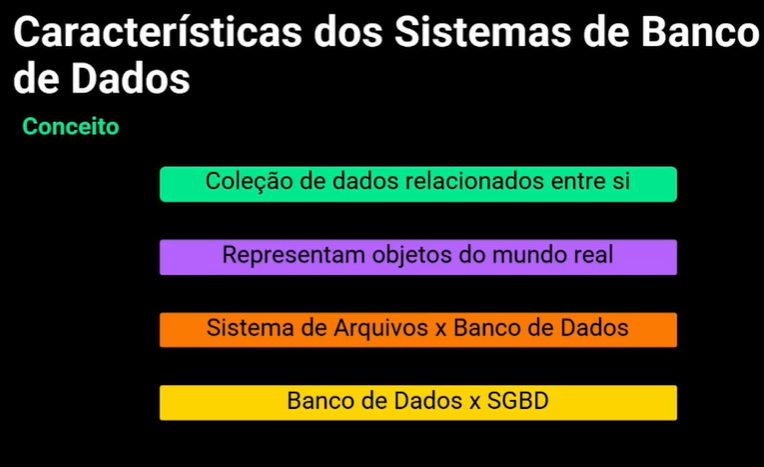 Características dos Sistemas de Banco
de Dados
Conceito
Coleção de dados relacionados entre si
Representam objetos do mundo real
Sistema de Arquivos x Banco de Dados
Banco de Dados x SGBD